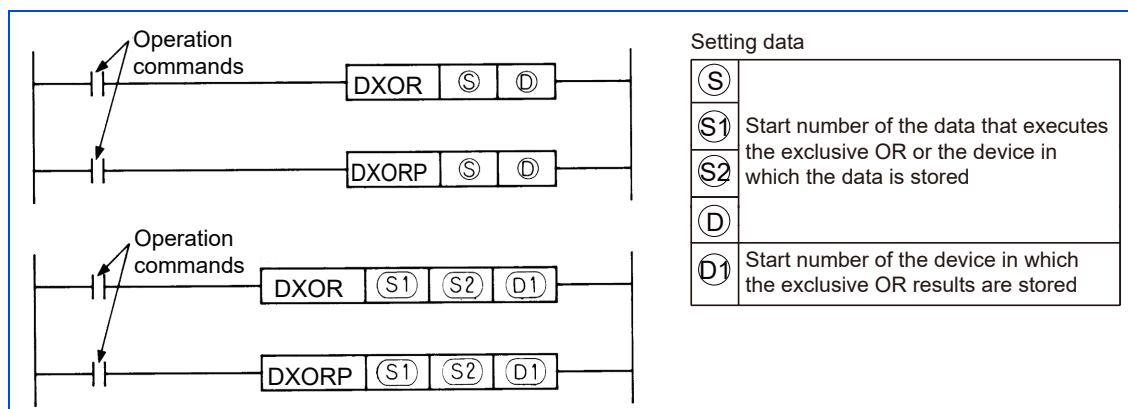 Operation
commands
DXOR Ⓢ Ⓓ
DXORP Ⓢ Ⓓ
Operation
commands
DXOR S1 S2 D1
DXORP S1 S2 D1
Setting data
Ⓢ
S1
S2
Ⓓ
Start number of the data that executes
the exclusive OR or the device in
which the data is stored
D1
Start number of the device in which
the exclusive OR results are stored